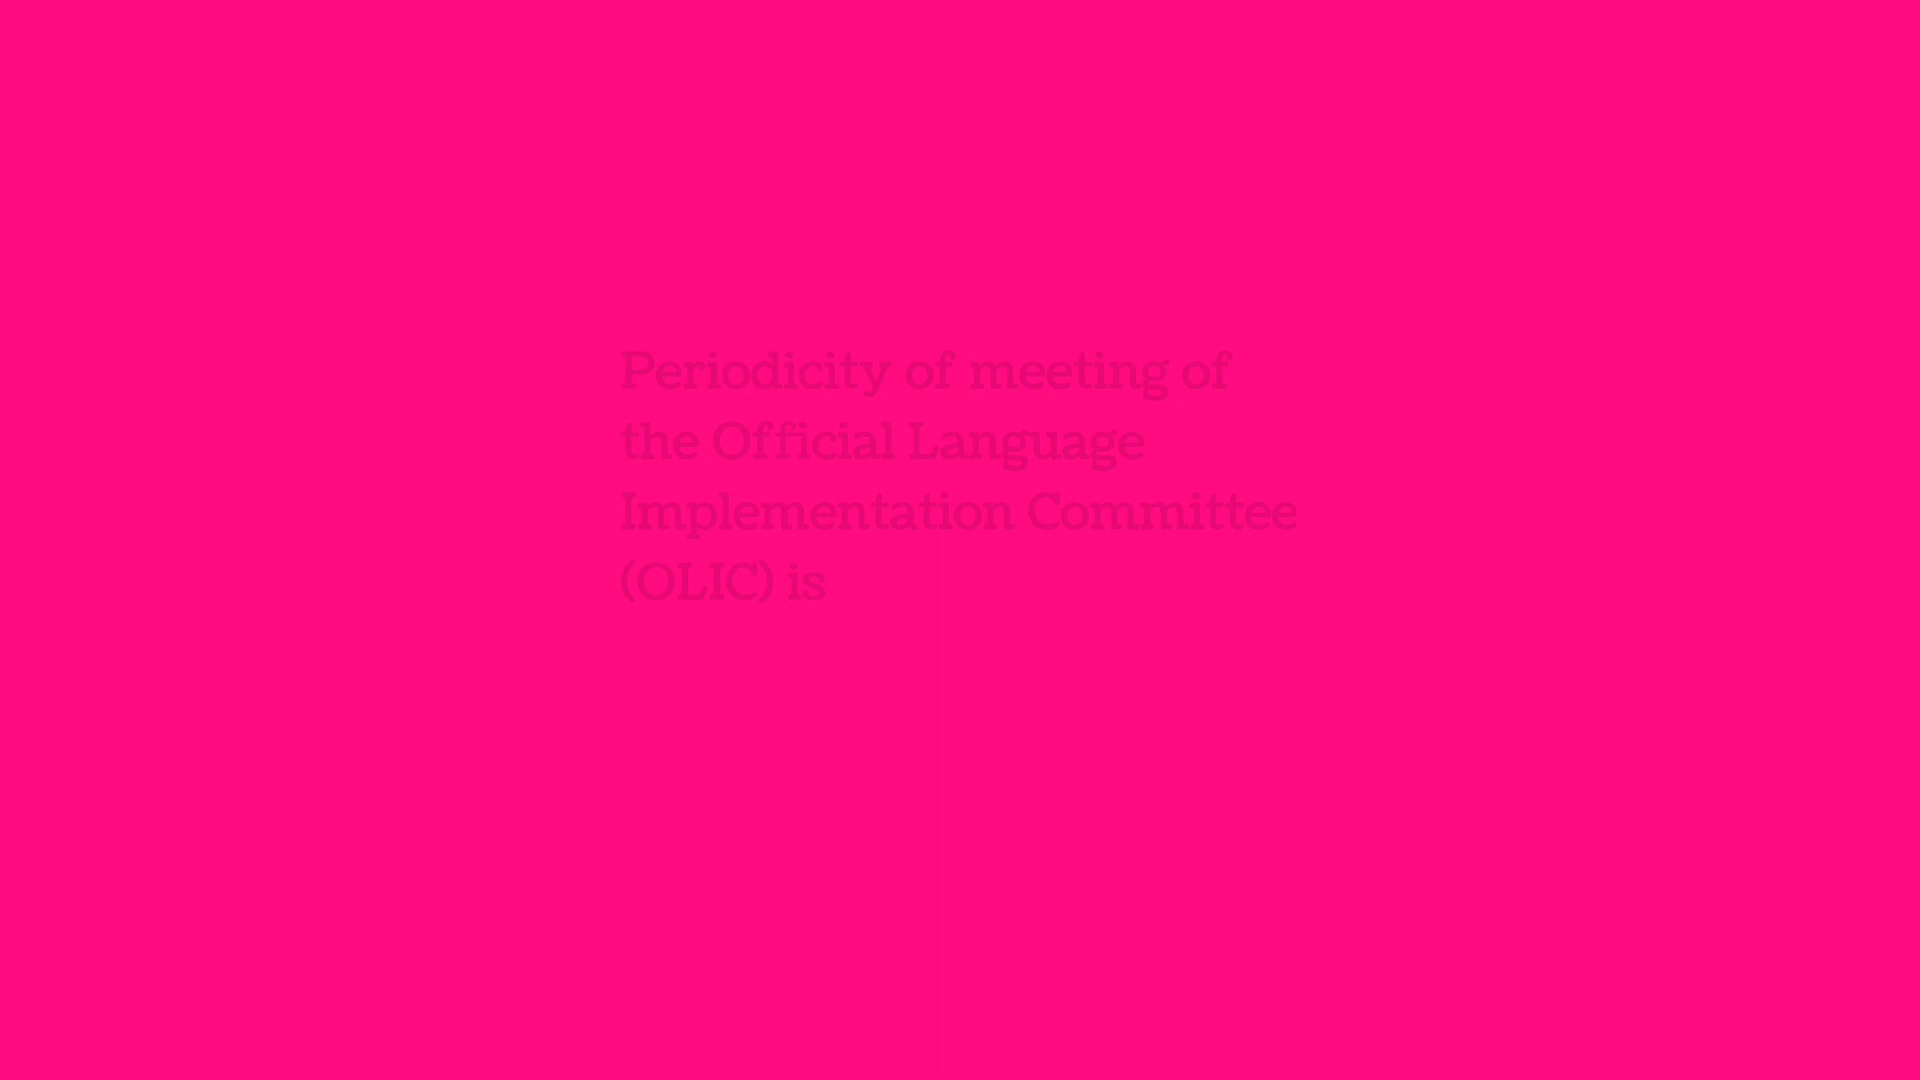 Periodicity of meeting of
the Official Language
Implementation Committee
(OLIC) is